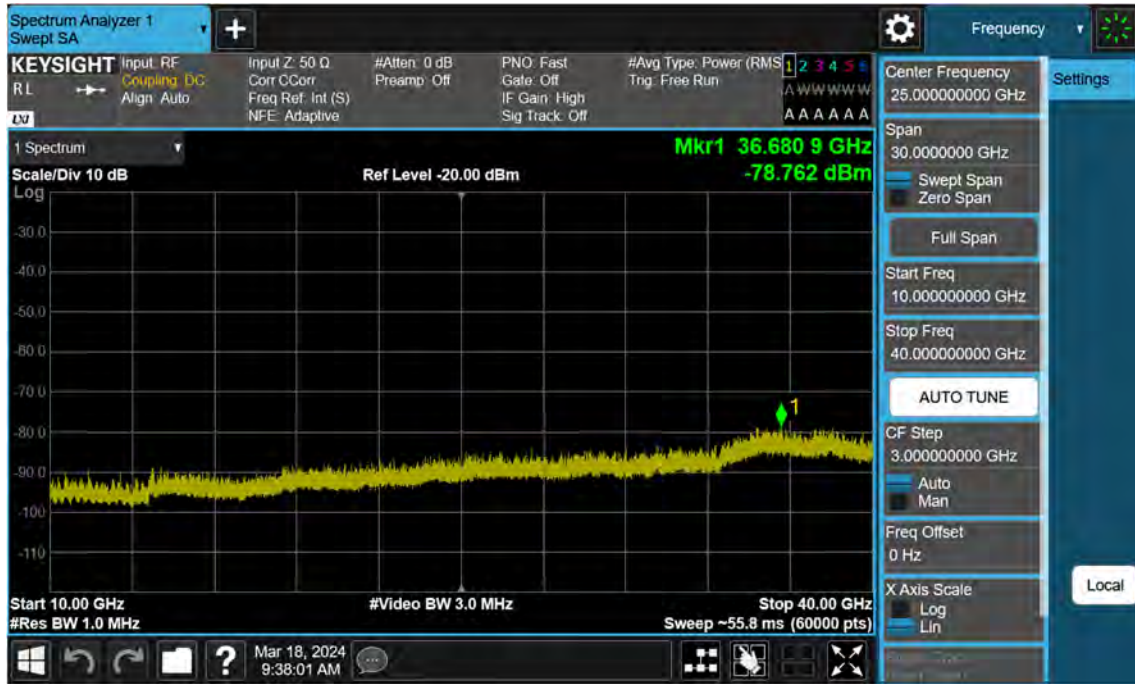 Spectrum Analyzer 1
Swept SA
+
Frequency
KEYSIGHT
RL
LXI
Input: RF
Coupling: DC
Align: Auto
Input Z: 50 Ω
Corr CCorr
Freq Ref: Int (S)
NFE: Adaptive
#Atten: 0 dB
Preamp: Off
PNO: Fast
Gate: Off
IF Gain: High
Sig Track: Off
#Avg Type: Power (RMS
Trig: Free Run
1 2 3 4 5 6
A W W W W W
A A A A A A
1 Spectrum
Scale/Div 10 dB
Ref Level -20.00 dBm
Mkr1 36.680 9 GHz
-78.762 dBm
Log
-30.0
-40.0
-50.0
-60.0
-70.0
-80.0
-90.0
-100
-110
1
Start 10.00 GHz
#Res BW 1.0 MHz
#Video BW 3.0 MHz
Stop 40.00 GHz
Sweep ~55.8 ms (60000 pts)
Center Frequency
25.000000000 GHz
Span
30.0000000 GHz
Swept Span
Zero Span
Full Span
Start Freq
10.000000000 GHz
Stop Freq
40.000000000 GHz
AUTO TUNE
CF Step
3.000000000 GHz
Auto
Man
Freq Offset
0 Hz
X Axis Scale
Log
Lin
Settings
Local
?
Mar 18, 2024
9:38:01 AM